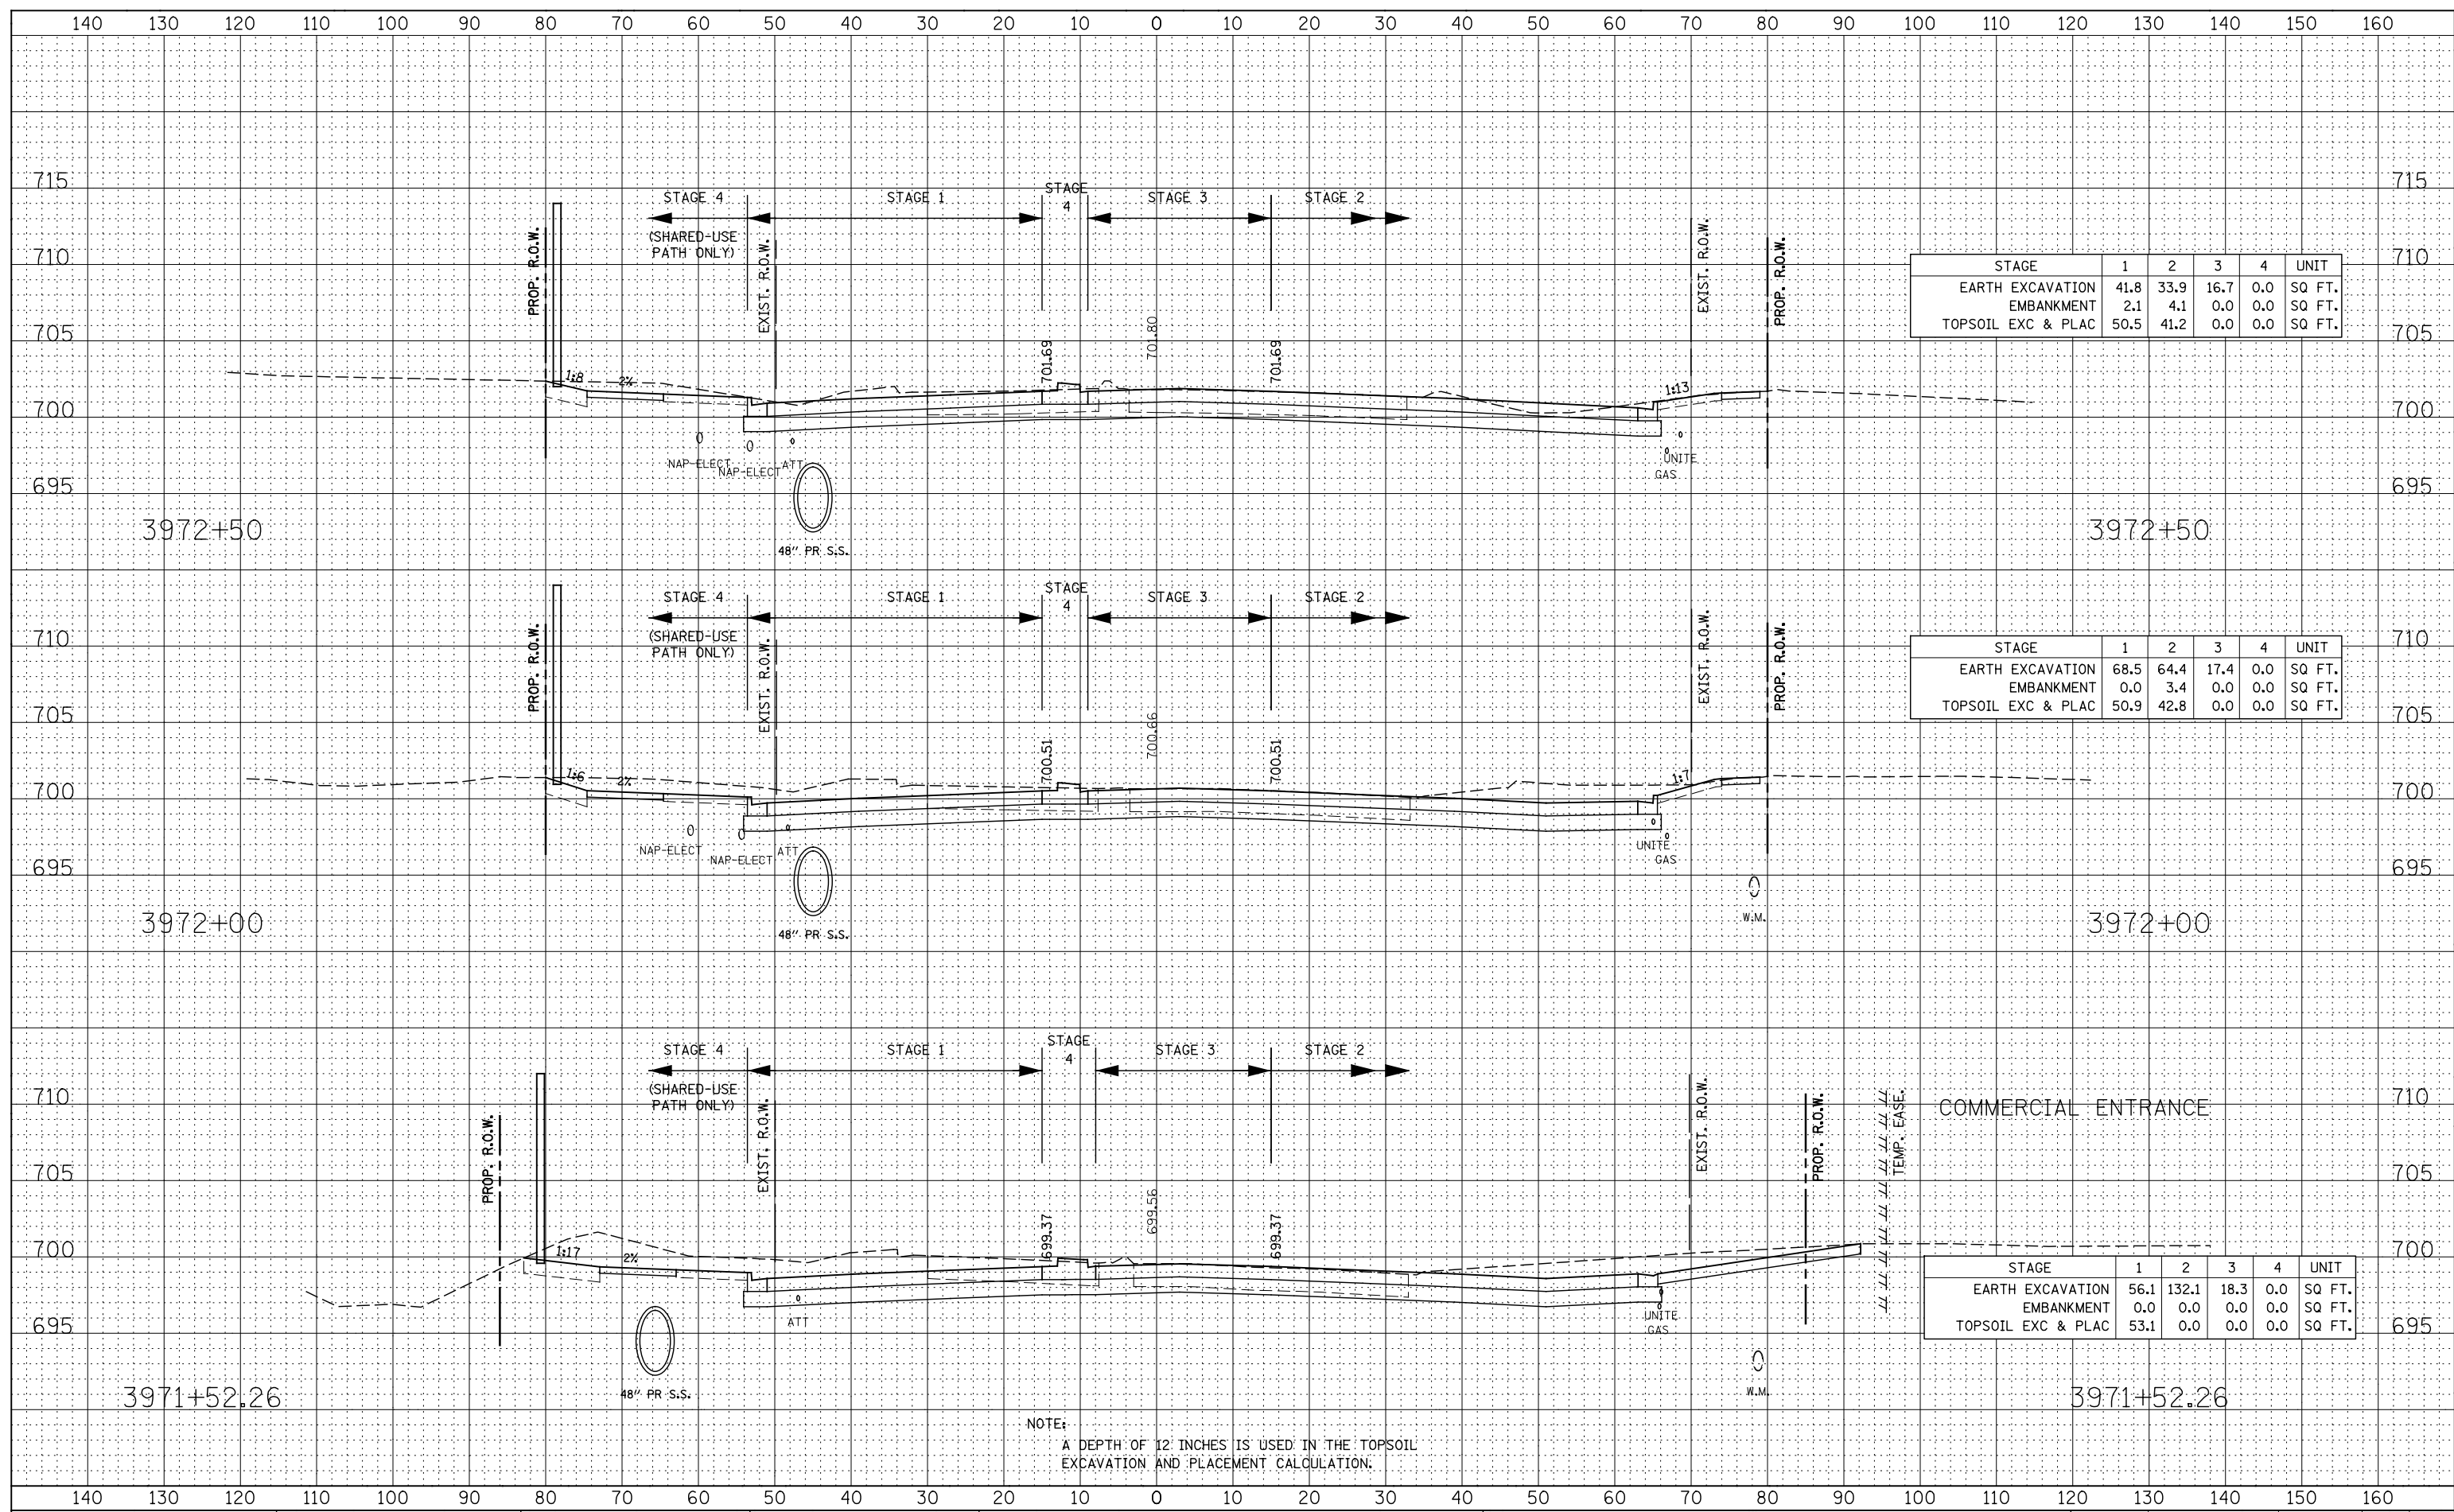 140 130 120 110 100 90 80 70 60 50 40 30 20 10 0 10 20 30 40 50 60 70 80 90 100 110 120 130 140 150 160
715 715
STAGE 4 STAGE 1 STAGE 4 STAGE 3 STAGE 2
(SHARED-USE
PATH ONLY)
PROP. R.O.W.
EXIST. R.O.W.
EXIST. R.O.W.
PROP. R.O.W.
710 710
STAGE 1 2 3 4 UNIT
EARTH EXCAVATION 41.8 33.9 16.7 0.0 SQ FT.
EMBANKMENT 2.1 4.1 0.0 0.0 SQ FT.
TOPSOIL EXC & PLAC 50.5 41.2 0.0 0.0 SQ FT.
705 705
701.69 701.80 701.69
1:8 2% 1:13
700 700
NAP-ELECT NAP-ELECT ATT
UNITE
GAS
695 695
3972+50 3972+50
48" PR S.S.
STAGE 4 STAGE 1 STAGE 4 STAGE 3 STAGE 2
(SHARED-USE
PATH ONLY)
PROP. R.O.W.
EXIST. R.O.W.
EXIST. R.O.W.
PROP. R.O.W.
710 710
STAGE 1 2 3 4 UNIT
EARTH EXCAVATION 68.5 64.4 17.4 0.0 SQ FT.
EMBANKMENT 0.0 3.4 0.0 0.0 SQ FT.
TOPSOIL EXC & PLAC 50.9 42.8 0.0 0.0 SQ FT.
705 705
700.51 700.66 700.51
1:6 2% 1:7
700 700
NAP-ELECT NAP-ELECT ATT
UNITE
GAS
695 695
W.M.
3972+00 3972+00
48" PR S.S.
STAGE 4 STAGE 1 STAGE 4 STAGE 3 STAGE 2
(SHARED-USE
PATH ONLY)
PROP. R.O.W.
EXIST. R.O.W.
EXIST. R.O.W.
PROP. R.O.W.
TEMP. EASE.
710 710
COMMERCIAL ENTRANCE
705 705
699.37 699.56 699.37
1:17 2%
700 700
STAGE 1 2 3 4 UNIT
EARTH EXCAVATION 56.1 132.1 18.3 0.0 SQ FT.
EMBANKMENT 0.0 0.0 0.0 0.0 SQ FT.
TOPSOIL EXC & PLAC 53.1 0.0 0.0 0.0 SQ FT.
ATT
UNITE
GAS
695 695
48" PR S.S.
W.M.
3971+52.26 3971+52.26
NOTE:
A DEPTH OF 12 INCHES IS USED IN THE TOPSOIL
EXCAVATION AND PLACEMENT CALCULATION.
140 130 120 110 100 90 80 70 60 50 40 30 20 10 0 10 20 30 40 50 60 70 80 90 100 110 120 130 140 150 160